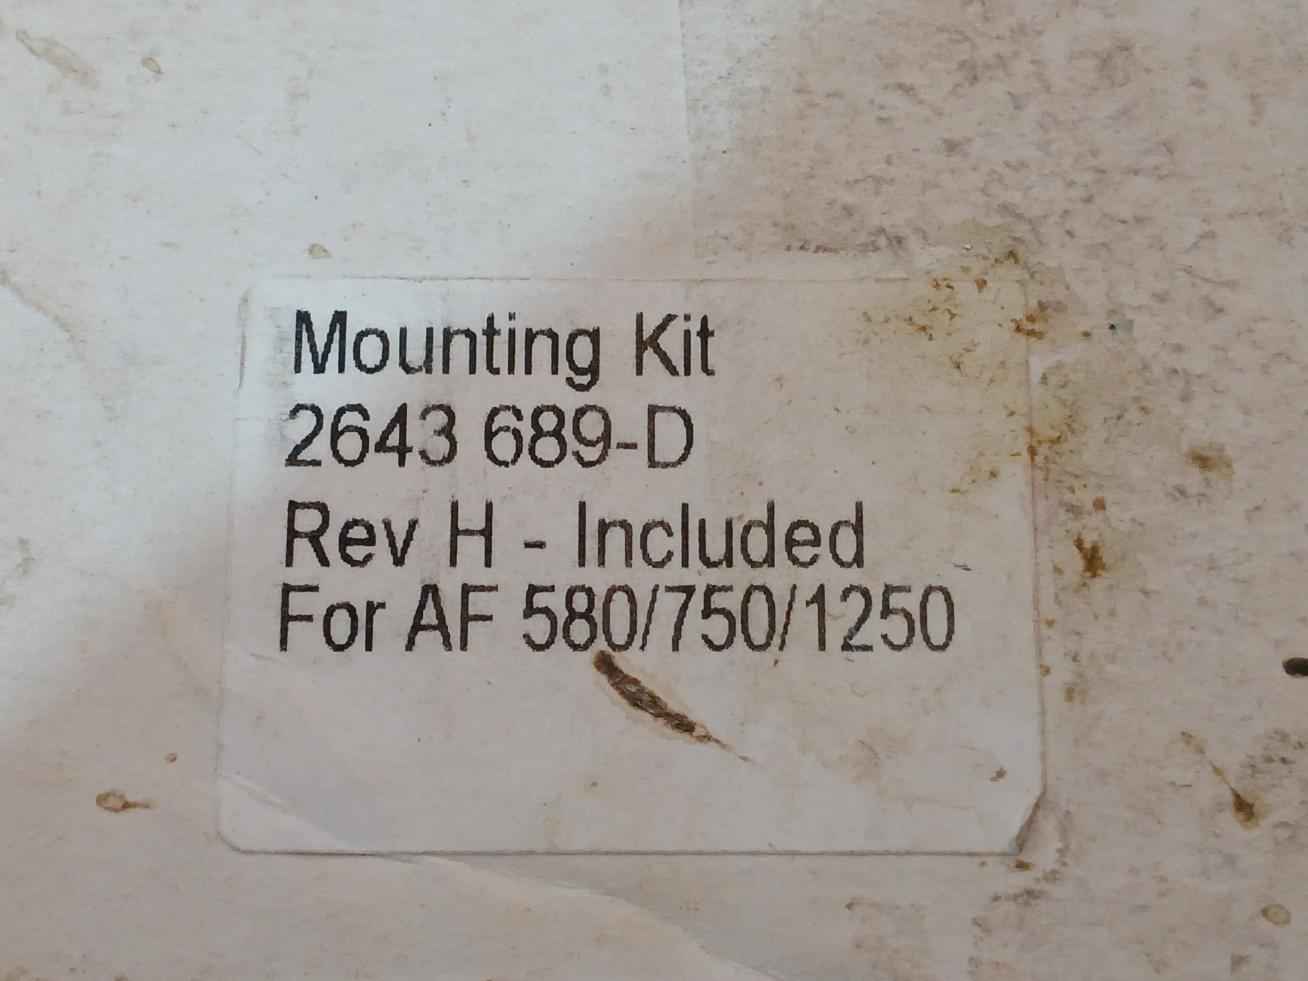 Mounting Kit
2643 689-D
Rev H - Included
For AF 580/750/1250